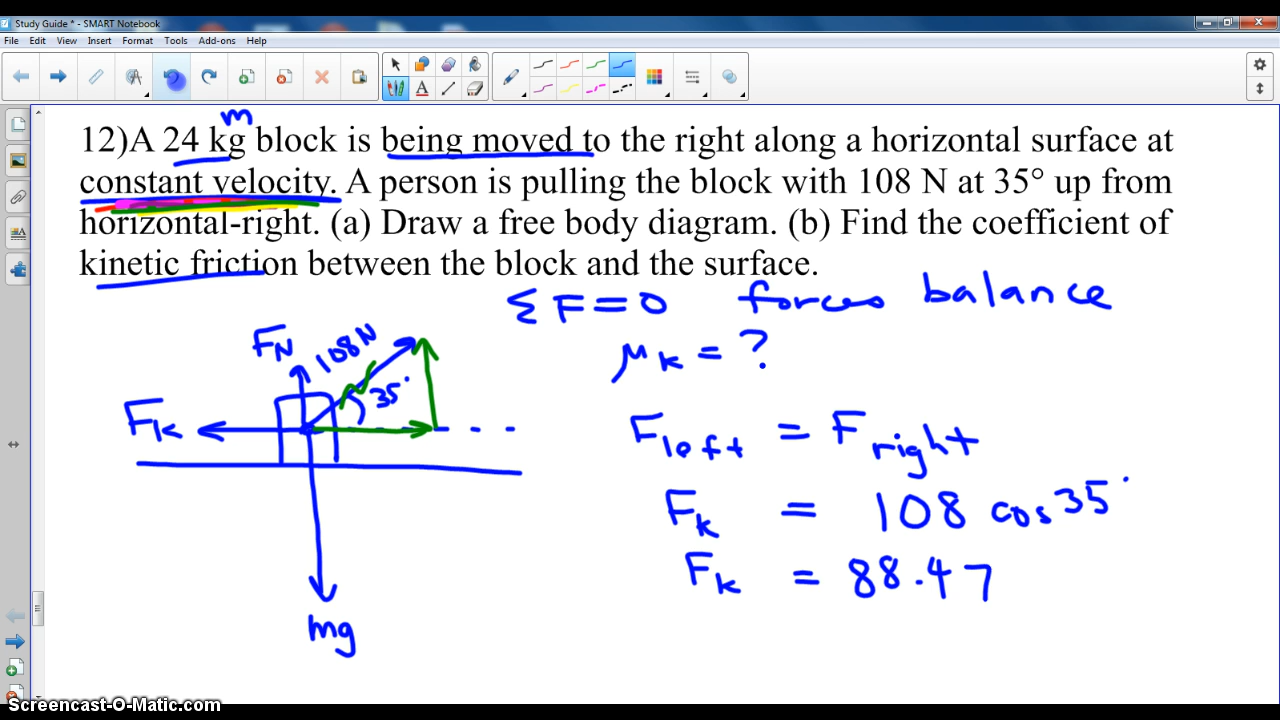 Study Guide * - SMART Notebook
File Edit View Insert Format Tools Add-ons Help
m
12)A 24 kg block is being moved to the right along a horizontal surface at
constant velocity. A person is pulling the block with 108 N at 35° up from
horizontal-right. (a) Draw a free body diagram. (b) Find the coefficient of
kinetic friction between the block and the surface.
ΣF=0 forces balance
μk = ?
FN 108N
35°
Fk
mg
Fleft = Fright
Fk = 108 cos35°
Fk = 88.47
Screencast-O-Matic.com